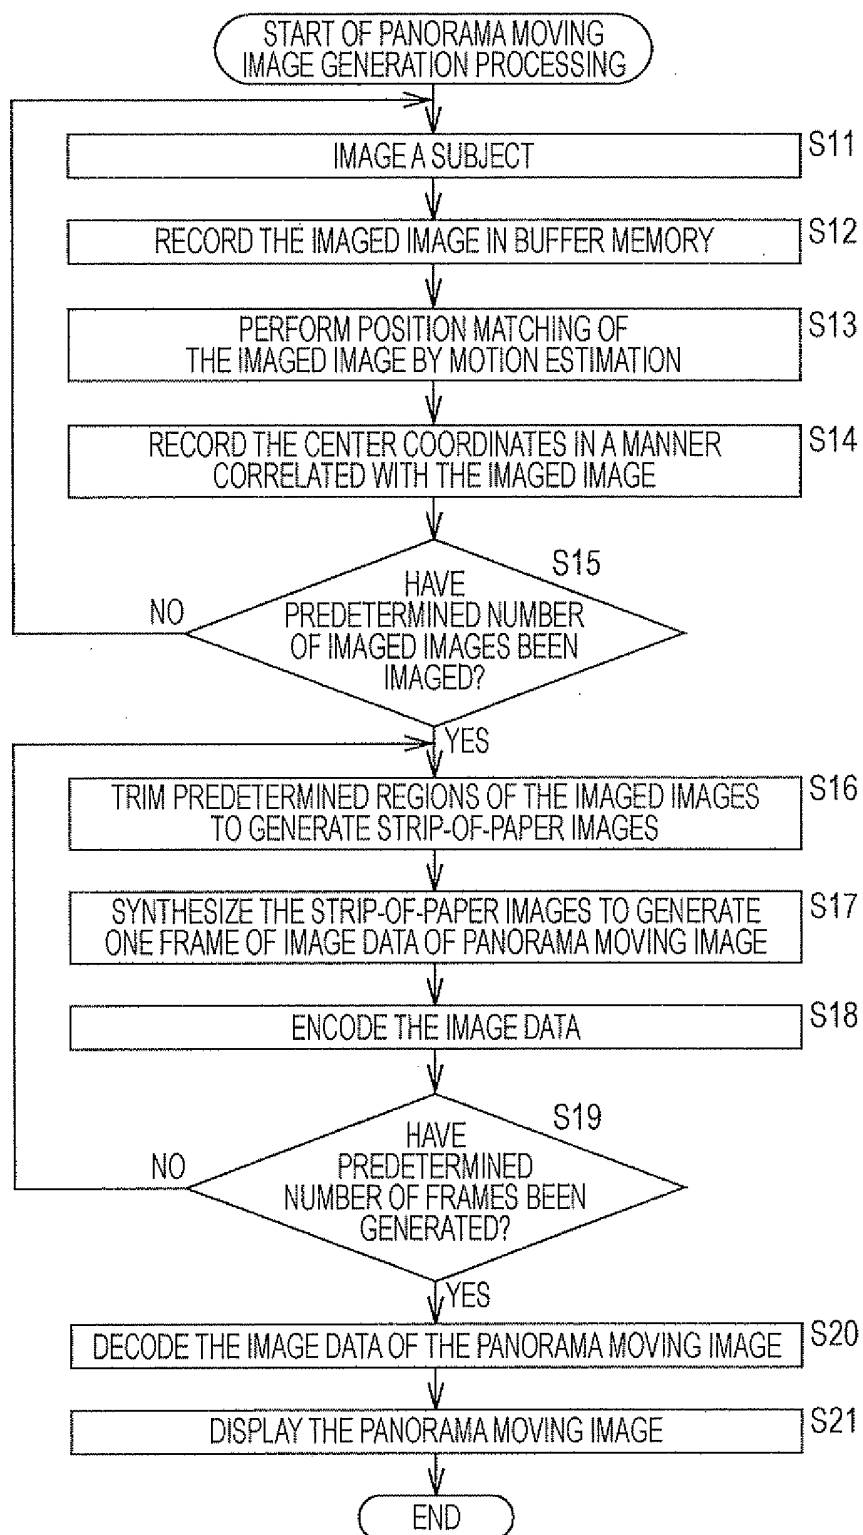 START OF PANORAMA MOVING
IMAGE GENERATION PROCESSING
IMAGE A SUBJECT
S11
RECORD THE IMAGED IMAGE IN BUFFER MEMORY
S12
PERFORM POSITION MATCHING OF
THE IMAGED IMAGE BY MOTION ESTIMATION
S13
RECORD THE CENTER COORDINATES IN A MANNER
CORRELATED WITH THE IMAGED IMAGE
S14
S15
HAVE
PREDETERMINED NUMBER
OF IMAGED IMAGES BEEN
IMAGED?
NO
YES
TRIM PREDETERMINED REGIONS OF THE IMAGED IMAGES
TO GENERATE STRIP-OF-PAPER IMAGES
S16
SYNTHESIZE THE STRIP-OF-PAPER IMAGES TO GENERATE
ONE FRAME OF IMAGE DATA OF PANORAMA MOVING IMAGE
S17
ENCODE THE IMAGE DATA
S18
S19
HAVE
PREDETERMINED
NUMBER OF FRAMES BEEN
GENERATED?
NO
YES
DECODE THE IMAGE DATA OF THE PANORAMA MOVING IMAGE
S20
DISPLAY THE PANORAMA MOVING IMAGE
S21
END